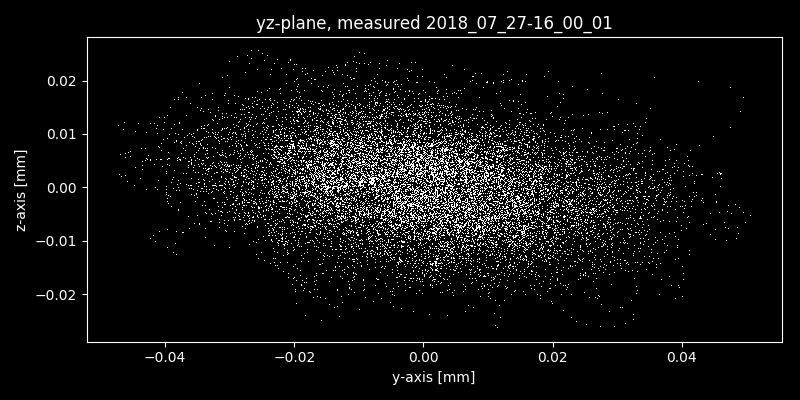 yz-plane, measured 2018_07_27-16_00_01
0.02
0.01
0.00
−0.01
−0.02
z-axis [mm]
−0.04 −0.02 0.00 0.02 0.04
y-axis [mm]